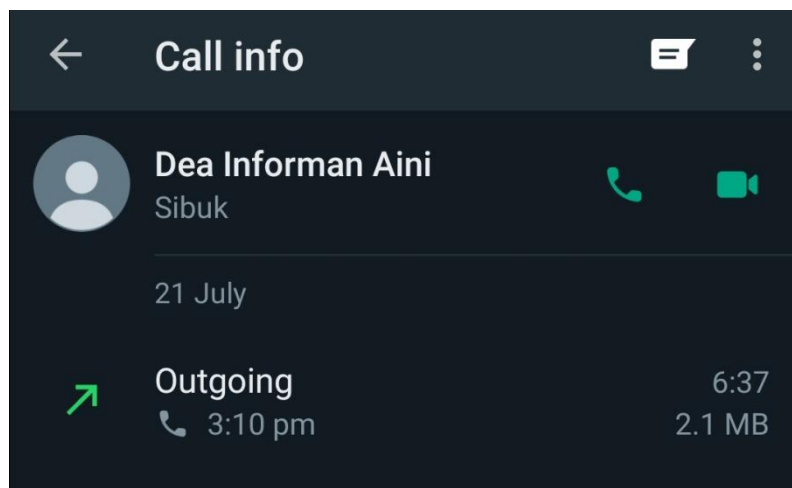 Call info
Dea Informan Aini
Sibuk
21 July
Outgoing 6:37
3:10 pm 2.1 MB